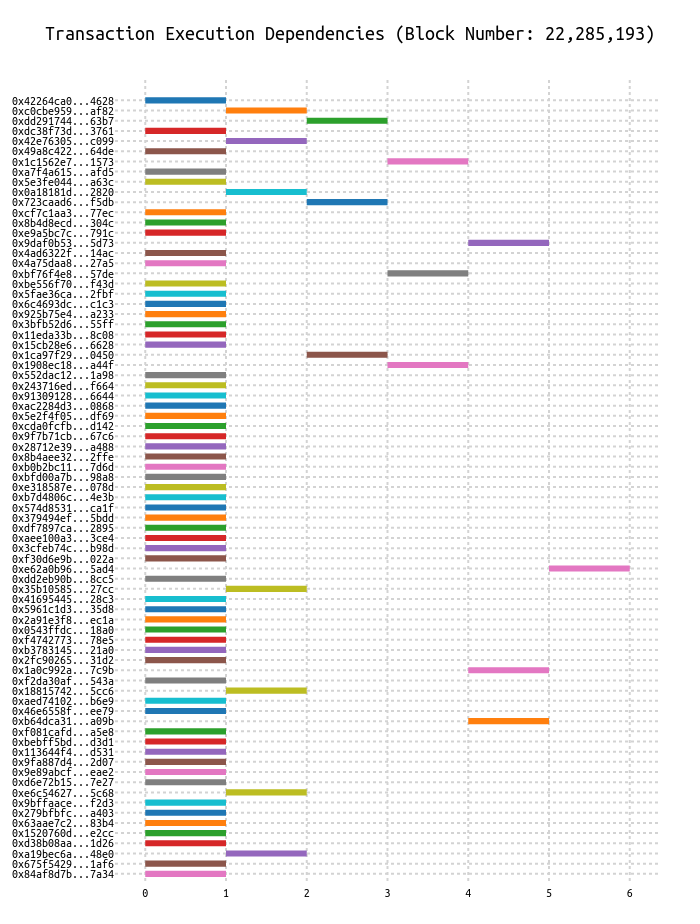 Transaction Execution Dependencies (Block Number: 22,285,193)
0x42264ca0...4628
0xc0cbe959...af82
0xdd291744...63b7
0xdc38f73d...3761
0x42e76305...c099
0x49a8c422...64de
0x1c1562e7...1573
0xa7f4a615...afd5
0x5e3fe044...a63c
0x0a18181d...2820
0x723caad6...f5db
0xcf7c1aa3...77ec
0x8b4d8ecd...304c
0xe9a5bc7c...791c
0x9daf0b53...5d73
0x4ad6322f...14ac
0x4a75daa8...27a5
0xbf76f4e8...57de
0xbe556f70...f43d
0x5fae36ca...2fbf
0x6c4693dc...c1c3
0x925b75e4...a233
0x3bfb52d6...55ff
0x11eda33b...8c08
0x15cb28e6...6628
0x1ca97f29...0450
0x1908ec18...a44f
0x552dac12...1a98
0x243716bd...f664
0x91309128...6644
0xac2284d3...0868
0x5e2f4f05...df69
0xcda0fcfb...d142
0x9f7b71cb...67c6
0x28712e39...a488
0x8b4aee32...2ffe
0xb0b2bc11...7d6d
0xbfd00a7b...98a8
0xe318587e...078d
0xb7d4806c...4e3b
0x574d8531...ca1f
0x379494ef...5bdd
0xdf7897ca...2895
0xaee100a3...3ce4
0x3cfeb74c...b98d
0xf30d6e9b...022a
0xe62a0b96...5ad4
0xdd2eb90b...8cc5
0x35b10585...27cc
0x41695445...28c3
0x5961c1d3...35d8
0x2a91e3f8...ec1a
0x0543ffdc...18a0
0xf4742773...78e5
0xb3783145...21a0
0x2fc90265...31d2
0x1a0c992a...7c9b
0xf2da30af...543a
0x18815742...5cc6
0xaed74102...b6e9
0x46e6558f...ee79
0xb64dca31...a09b
0xf081cafd...a5e8
0xbebff5bd...d3d1
0x113644f4...d531
0x9fa887d4...2d07
0x9e89abcf...eae2
0xd6e72b15...7e27
0xe6c54627...5c68
0x9bffaace...f2d3
0x279bfbfc...a403
0x63aae7c2...83b4
0x1520760d...e2cc
0xd38b08aa...1d26
0xa19bec6a...48e0
0x675f5429...1af6
0x84af8d7b...7a34
0 1 2 3 4 5 6